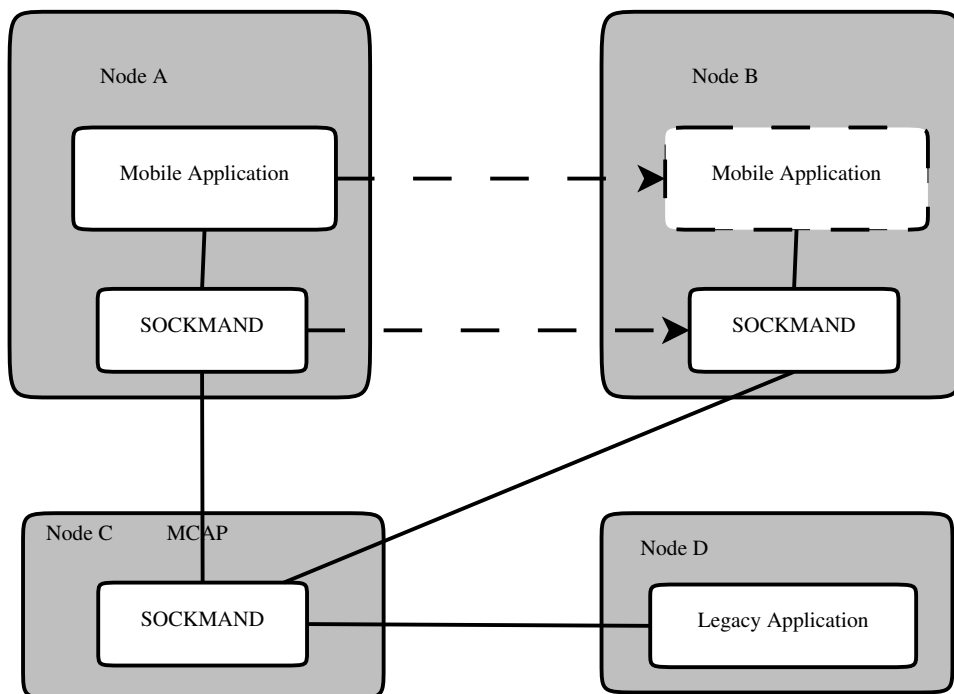 Node A
Node B
Mobile Application
Mobile Application
SOCKMAND
SOCKMAND
Node C
MCAP
Node D
SOCKMAND
Legacy Application